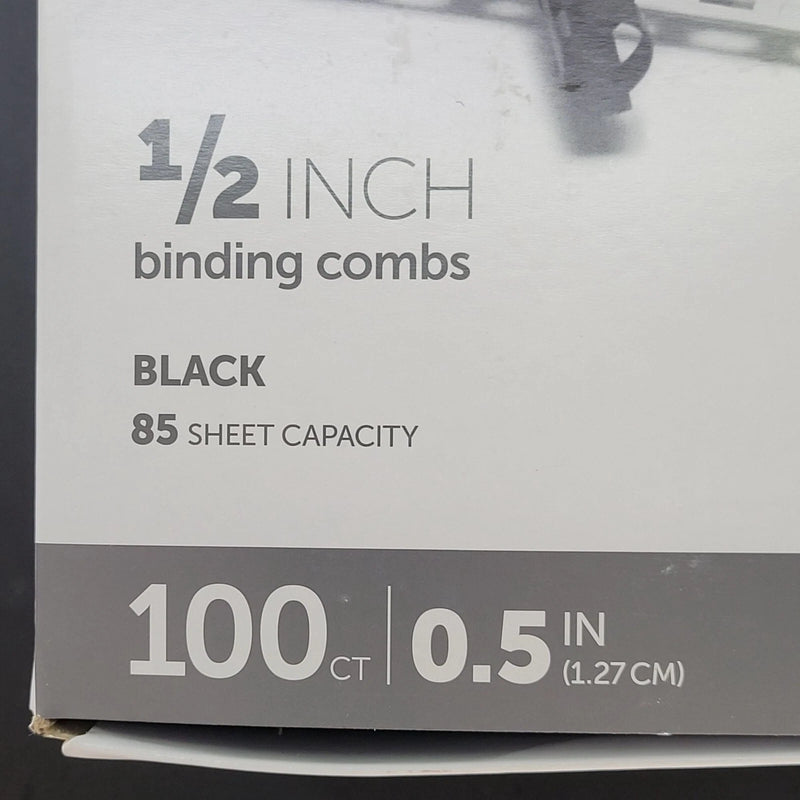 1/2 INCH
binding combs
BLACK
85 SHEET CAPACITY
100 CT | 0.5 IN
(1.27 CM)